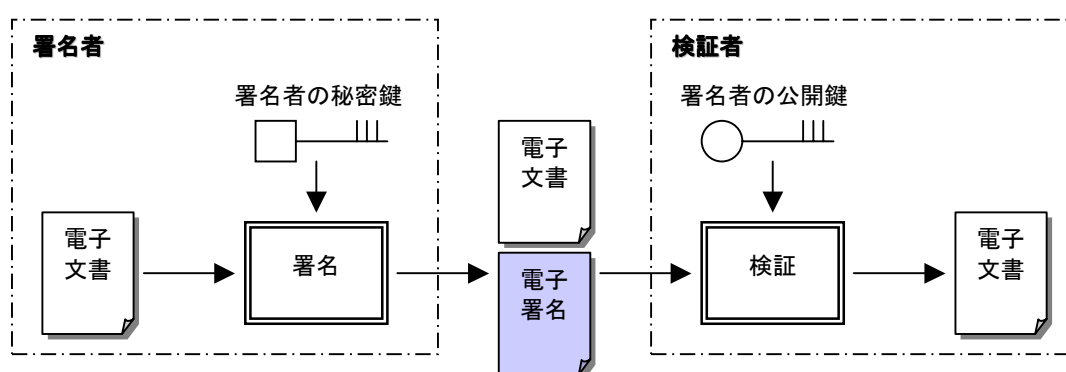 署名者
検証者
署名者の秘密鍵
署名者の公開鍵
電子
文書
署名
電子
文書
電子
署名
検証
電子
文書